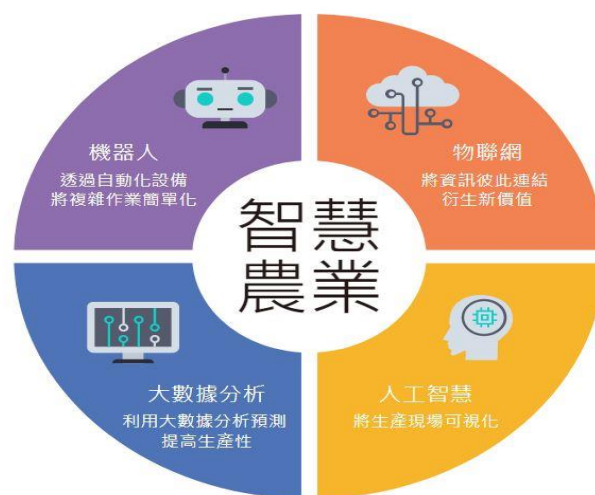 機器人
透過自動化設備
將複雜作業簡單化
物聯網
將資訊彼此連結
衍生新價值
智慧
農業
大數據分析
利用大數據分析預測
提高生產性
人工智慧
將生產現場可視化